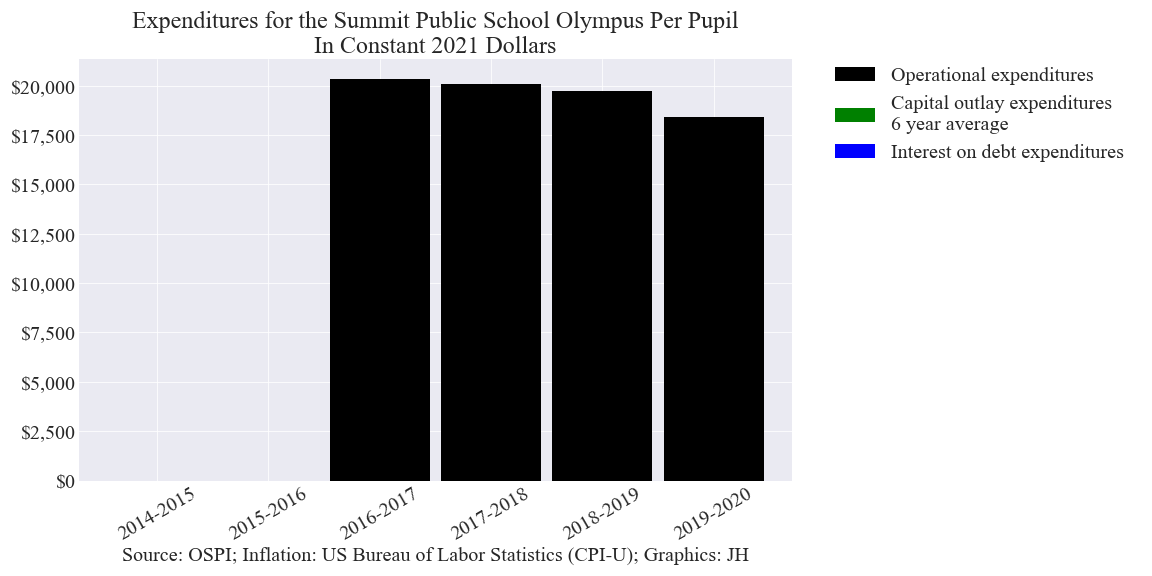 Expenditures for the Summit Public School Olympus Per Pupil
In Constant 2021 Dollars
$20,000
$17,500
$15,000
$12,500
$10,000
$7,500
$5,000
$2,500
$0
2014-2015
2015-2016
2016-2017
2017-2018
2018-2019
2019-2020
Source: OSPI; Inflation: US Bureau of Labor Statistics (CPI-U); Graphics: JH
Operational expenditures
Capital outlay expenditures
6 year average
Interest on debt expenditures